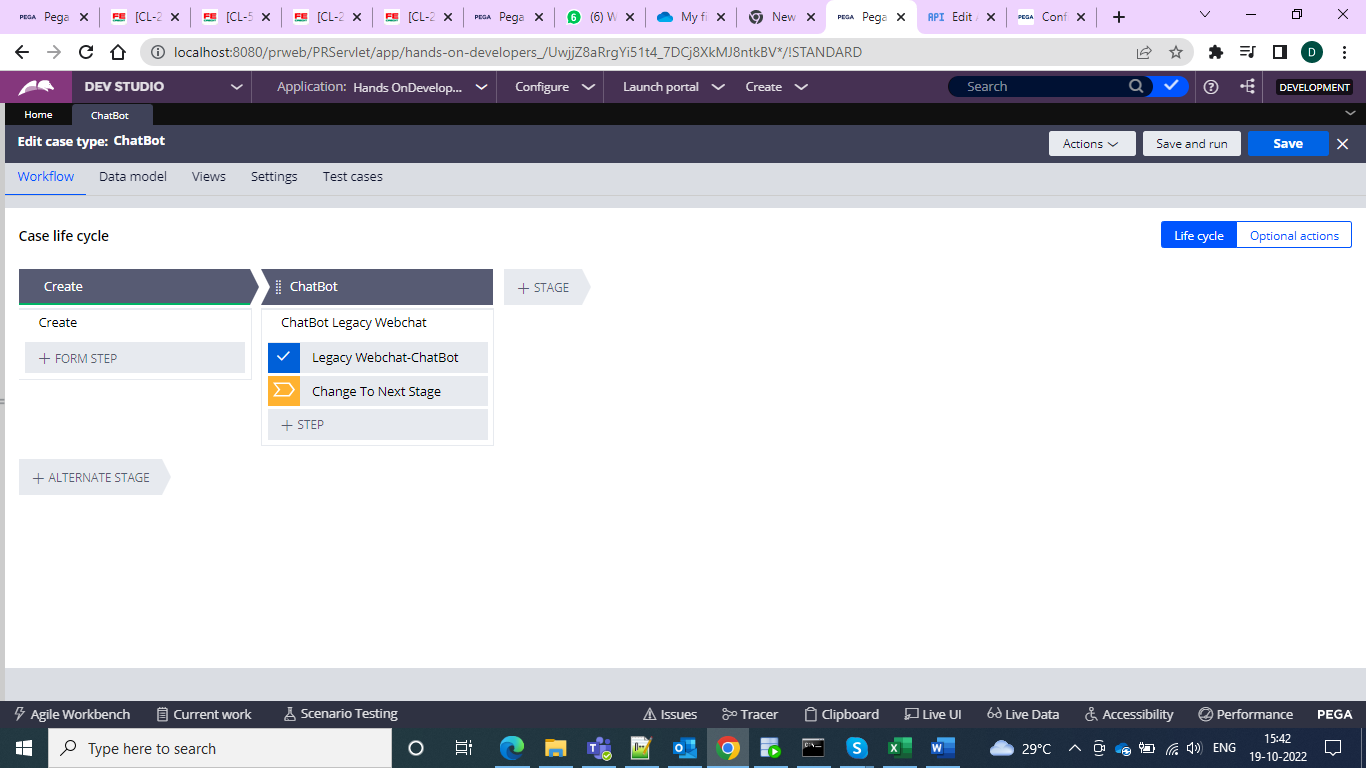 PEGA Pega
FE [CL-2
FE [CL-5
FE [CL-2
FE [CL-2
PEGA Pega
6 (6) W
My fi
New
PEGA Pega
API Edit
PEGA Conf
localhost:8080/prweb/PRServlet/app/hands-on-developers_/UwjjZ8aRrgYi51t4_7DCj8XkMJ8ntkBV*/!STANDARD
D
DEV STUDIO
Application: Hands OnDevelop...
Configure
Launch portal
Create
Search
DEVELOPMENT
Home
ChatBot
Edit case type: ChatBot
Actions
Save and run
Save
Workflow
Data model
Views
Settings
Test cases
Case life cycle
Life cycle
Optional actions
Create
ChatBot
+ STAGE
Create
ChatBot Legacy Webchat
+ FORM STEP
Legacy Webchat-ChatBot
Change To Next Stage
+ STEP
+ ALTERNATE STAGE
Agile Workbench
Current work
Scenario Testing
Issues
Tracer
Clipboard
Live UI
Live Data
Accessibility
Performance
PEGA
Type here to search
29°C
ENG
15:42
19-10-2022